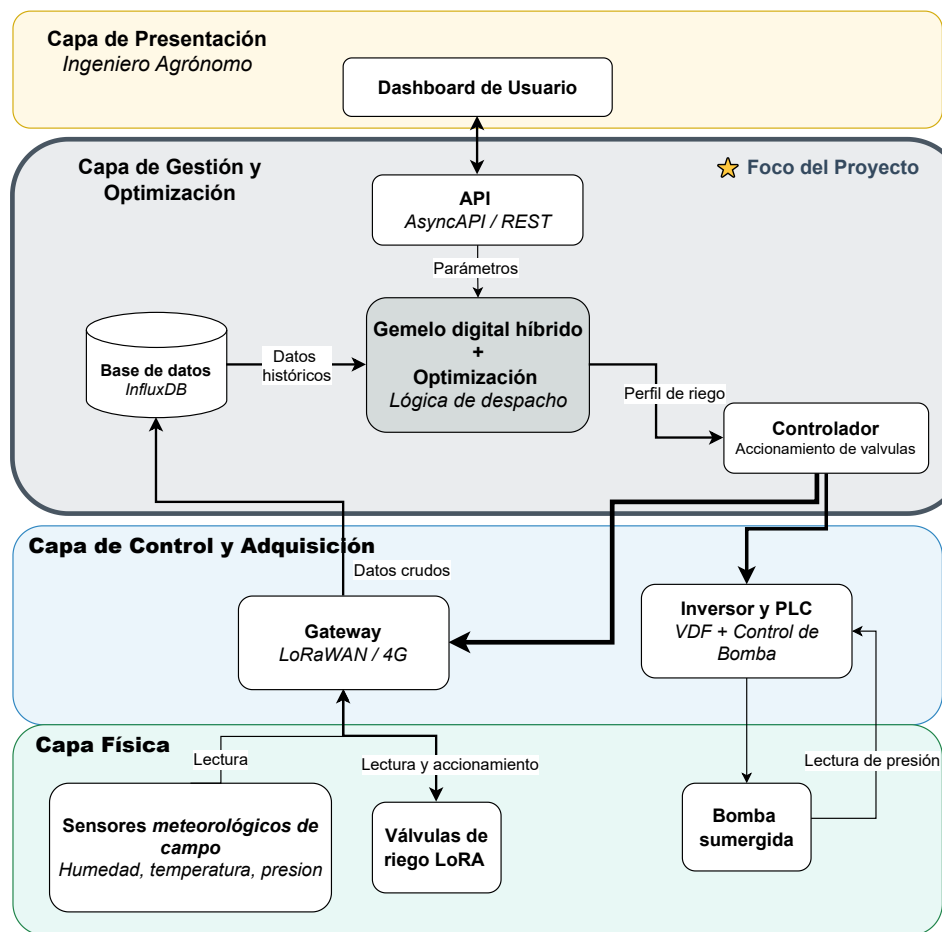 Capa de Presentación
Ingeniero Agrónomo
Dashboard de Usuario
Capa de Gestión y
Optimización
Foco del Proyecto
API
AsyncAPI / REST
Parámetros
Gemelo digital híbrido
+
Optimización
Lógica de despacho
Base de datos
InfluxDB
Datos
históricos
Perfil de riego
Controlador
Accionamiento de valvulas
Capa de Control y Adquisición
Datos crudos
Gateway
LoRaWAN / 4G
Inversor y PLC
VDF + Control de
Bomba
Capa Física
Lectura
Lectura y accionamiento
Lectura de presión
Sensores meteorológicos de
campo
Humedad, temperatura, presion
Válvulas de
riego LoRA
Bomba
sumergida